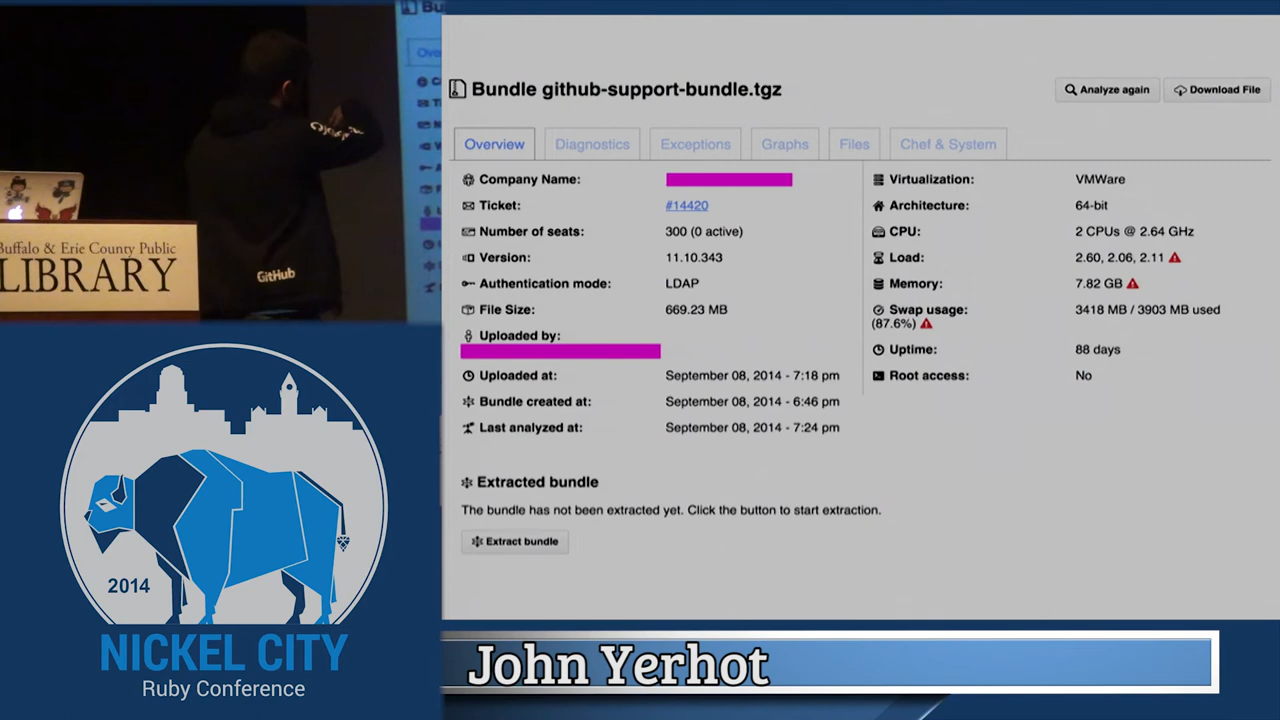 Bundle github-support-bundle.tgz
Analyze again
Download File
Overview
Diagnostics
Exceptions
Graphs
Files
Chef & System
Company Name:
Ticket: #14420
Number of seats: 300 (0 active)
Version: 11.10.343
Authentication mode: LDAP
File Size: 669.23 MB
Uploaded by:
Uploaded at: September 08, 2014 - 7:18 pm
Bundle created at: September 08, 2014 - 6:46 pm
Last analyzed at: September 08, 2014 - 7:24 pm
Virtualization: VMWare
Architecture: 64-bit
CPU: 2 CPUs @ 2.64 GHz
Load: 2.60, 2.06, 2.11
Memory: 7.82 GB
Swap usage: 3418 MB / 3903 MB used
(87.6%)
Uptime: 88 days
Root access: No
Extracted bundle
The bundle has not been extracted yet. Click the button to start extraction.
Extract bundle
GitHub
Buffalo & Erie County Public
LIBRARY
2014
NICKEL CITY
Ruby Conference
John Yerhot